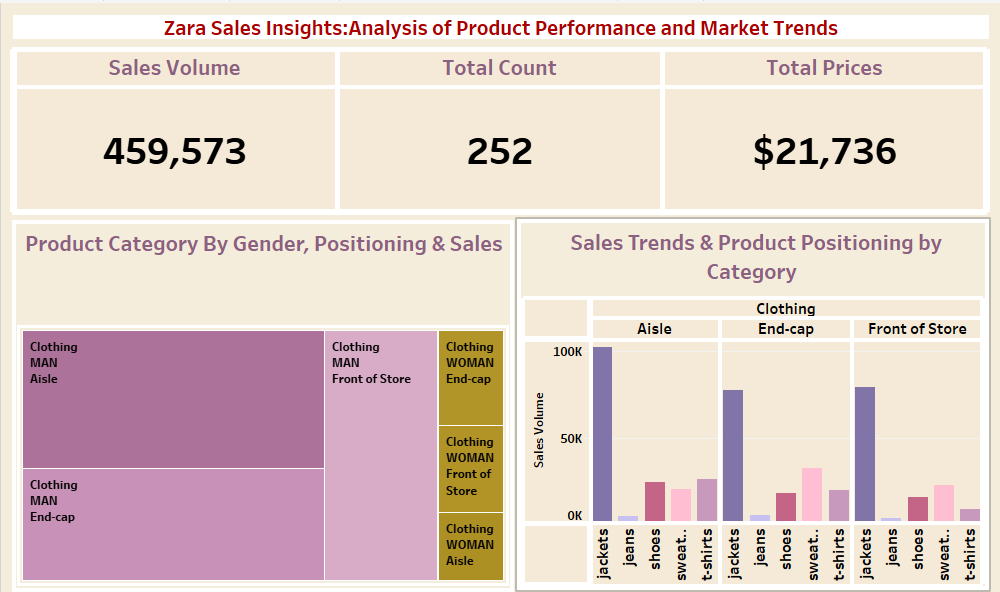 Zara Sales Insights:Analysis of Product Performance and Market Trends
Sales Volume
Total Count
Total Prices
459,573
252
$21,736
Product Category By Gender, Positioning & Sales
Clothing
MAN
Aisle
Clothing
MAN
End-cap
Clothing
MAN
Front of Store
Clothing
WOMAN
End-cap
Clothing
WOMAN
Front of
Store
Clothing
WOMAN
Aisle
Sales Trends & Product Positioning by
Category
Clothing
Aisle
End-cap
Front of Store
Sales Volume
100K
50K
0K
jackets
jeans
shoes
sweat..
t-shirts
jackets
jeans
shoes
sweat..
t-shirts
jackets
jeans
shoes
sweat..
t-shirts